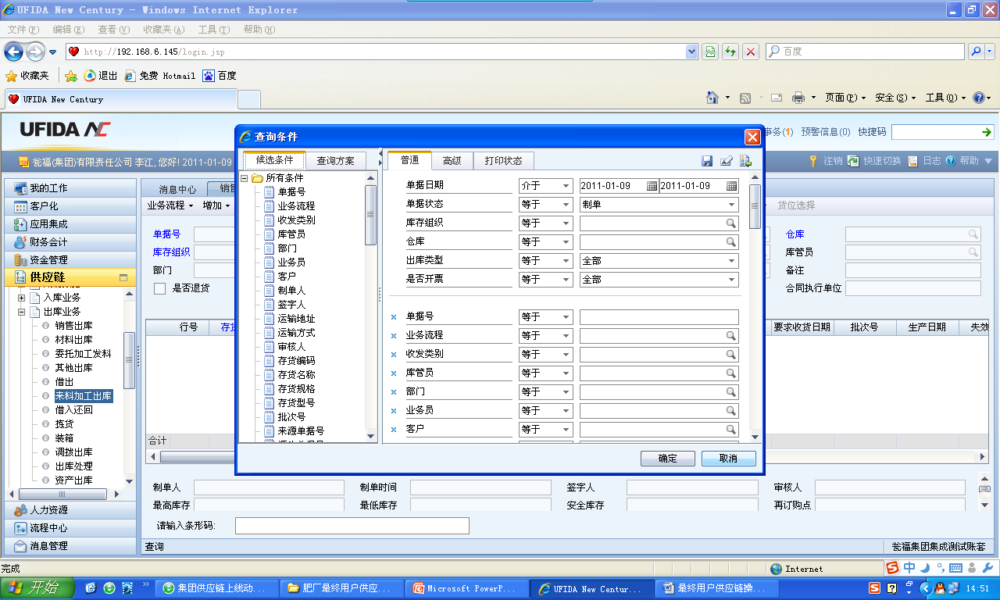 UFIDA New Century - Windows Internet Explorer
文件(F) 编辑(E) 查看(V) 收藏夹(A) 工具(T) 帮助(H)
http://192.168.6.145/login.jsp 百度
收藏夹 退出 免费 Hotmail 百度
UFIDA New Century 页面(P) 安全(S) 工具(O)
UFIDA NC 事务(1) 预警信息(0) 快捷码
瓮福(集团)有限责任公司 李江, 您好! 2011-01-09 注销 快速切换 日志 帮助
我的工作
客户化
应用集成
财务会计
资金管理
供应链
入库业务
出库业务
销售出库
材料出库
委托加工发料
其他出库
借出
来料加工出库
借入还回
拣货
装箱
调拨出库
出库处理
资产出库
人力资源
流程中心
消息管理
消息中心 销售
业务流程 增加 货位选择
单据号 仓库
库存组织 库管员
部门 备注
是否退货 合同执行单位
行号 存货 要求收货日期 批次号 生产日期 失效
合计
查询条件
候选条件 查询方案
所有条件
单据号
业务流程
收发类别
库管员
部门
业务员
客户
制单人
签字人
运输地址
运输方式
审核人
存货编码
存货名称
存货规格
存货型号
批次号
来源单据号
普通 高级 打印状态
单据日期 介于 2011-01-09 2011-01-09
单据状态 等于 制单
库存组织 等于
仓库 等于
出库类型 等于 全部
是否开票 等于 全部
单据号 等于
业务流程 等于
收发类别 等于
库管员 等于
部门 等于
业务员 等于
客户 等于
确定 取消
制单人 制单时间 签字人 审核人
最高库存 最低库存 安全库存 再订购点
请输入条形码:
查询 瓮福集团集成测试账套
完成 Internet 中
开始 集团供应链上线动... 肥厂最终用户供应... Microsoft PowerP... UFIDA New Centur... 最终用户供应链操... 14:51